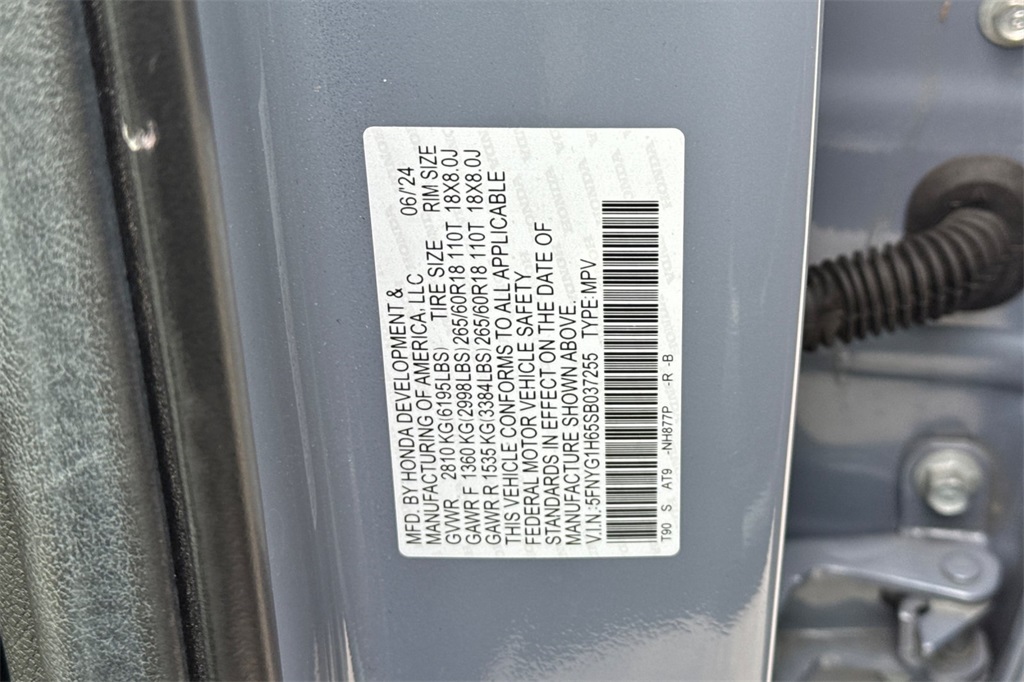 MFD. BY HONDA DEVELOPMENT & 06/'24
MANUFACTURING OF AMERICA, LLC
GVWR 2810 KG(6195LBS) TIRE SIZE RIM SIZE
GAWR F 1360 KG(2998LBS) 265/60R18 110T 18X8.0J
GAWR R 1535 KG(3384LBS) 265/60R18 110T 18X8.0J
THIS VEHICLE CONFORMS TO ALL APPLICABLE
FEDERAL MOTOR VEHICLE SAFETY
STANDARDS IN EFFECT ON THE DATE OF
MANUFACTURE SHOWN ABOVE.
V.I.N.:5FNYG1H65SB037255 TYPE: MPV
T90 S AT9 -NH877P -R -B